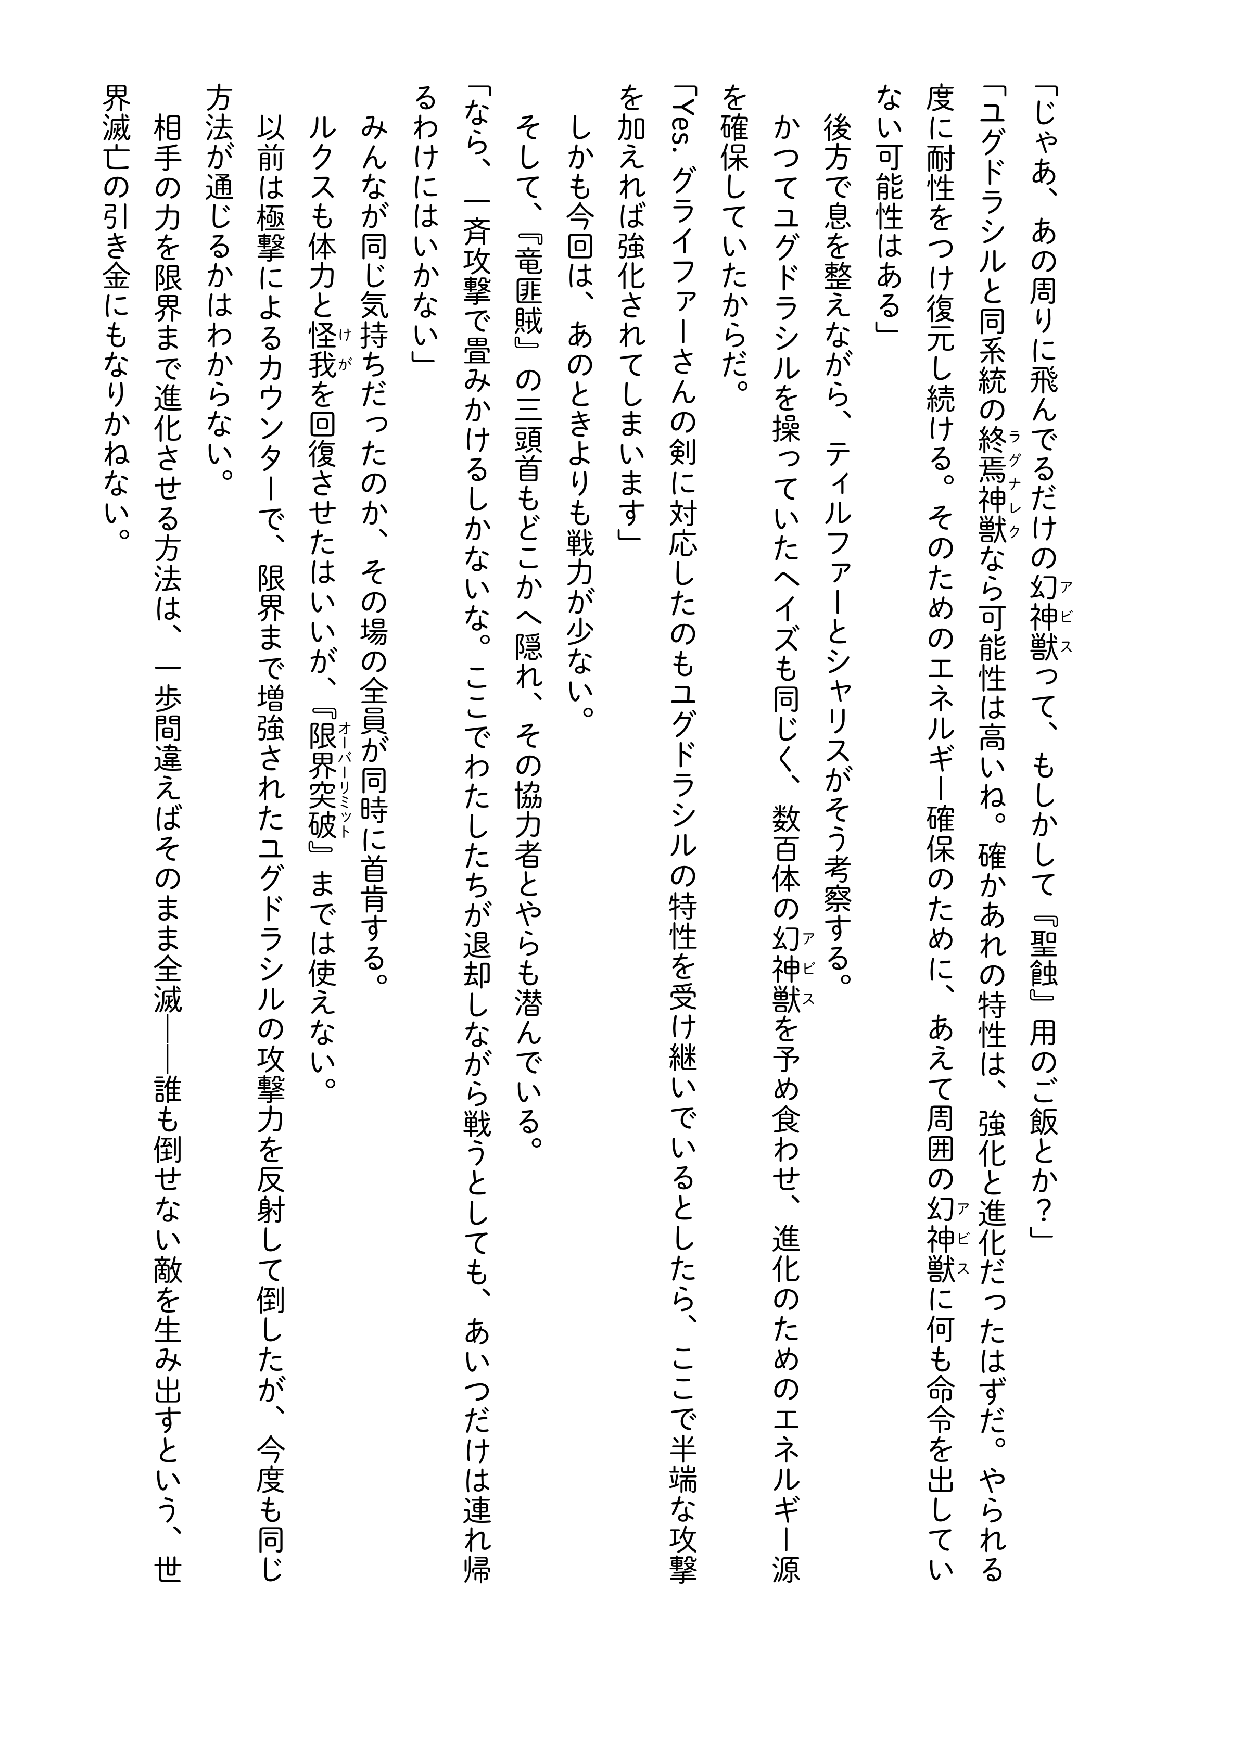 「じゃあ、あの周りに飛んでるだけの幻神獣アビスって、もしかして『聖蝕』用のご飯とか？」
「ユグドラシルと同系統の終焉神獣ラグナレクなら可能性は高いね。確かあれの特性は、強化と進化だったはずだ。やられる
度に耐性をつけ復元し続ける。そのためのエネルギー確保のために、あえて周囲の幻神獣アビスに何も命令を出してい
ない可能性はある」
　後方で息を整えながら、ティルファーとシャリスがそう考察する。
　かつてユグドラシルを操っていたヘイズも同じく、数百体の幻神獣アビスを予め食わせ、進化のためのエネルギー源
を確保していたからだ。
「Yes. グライファーさんの剣に対応したのもユグドラシルの特性を受け継いでいるとしたら、ここで半端な攻撃
を加えれば強化されてしまいます」
　しかも今回は、あのときよりも戦力が少ない。
　そして、『竜匪賊』の三頭首もどこかへ隠れ、その協力者とやらも潜んでいる。
「なら、一斉攻撃で畳みかけるしかないな。ここでわたしたちが退却しながら戦うとしても、あいつだけは連れ帰
るわけにはいかない」
　みんなが同じ気持ちだったのか、その場の全員が同時に首肯する。
　ルクスも体力と怪我けがを回復させたはいいが、『限界突破オーバーリミット』までは使えない。
　以前は極撃によるカウンターで、限界まで増強されたユグドラシルの攻撃力を反射して倒したが、今度も同じ
方法が通じるかはわからない。
　相手の力を限界まで進化させる方法は、一歩間違えばそのまま全滅――誰も倒せない敵を生み出すという、世
界滅亡の引き金にもなりかねない。